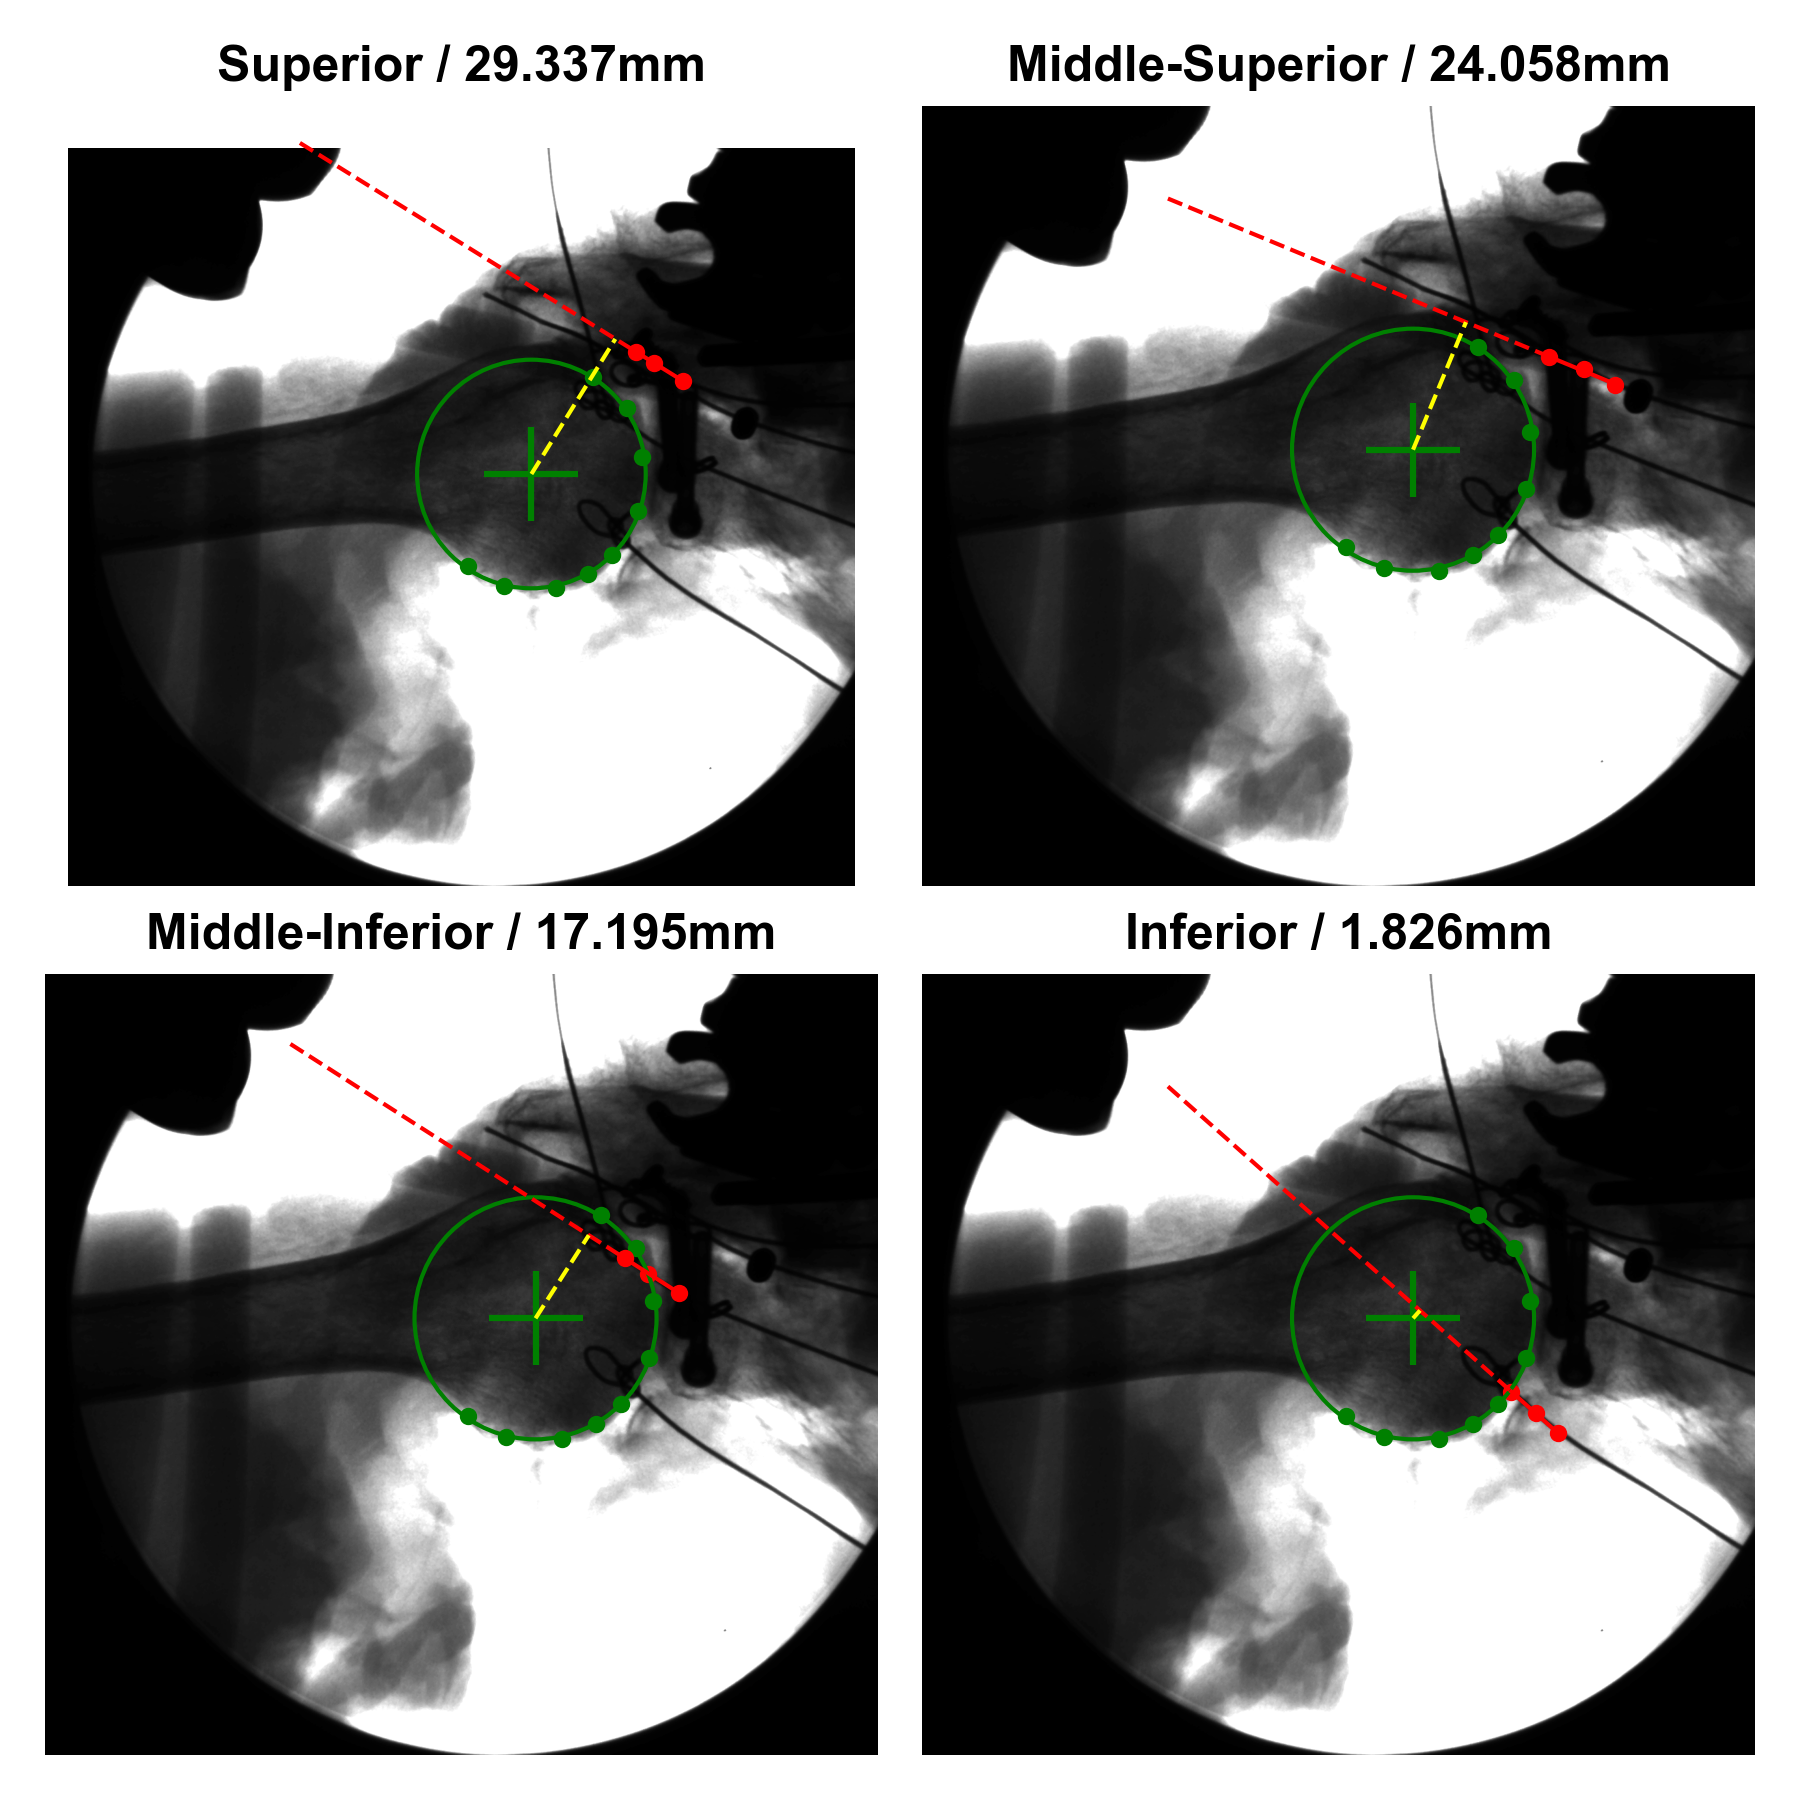 Superior / 29.337mm
Middle-Superior / 24.058mm
Middle-Inferior / 17.195mm
Inferior / 1.826mm